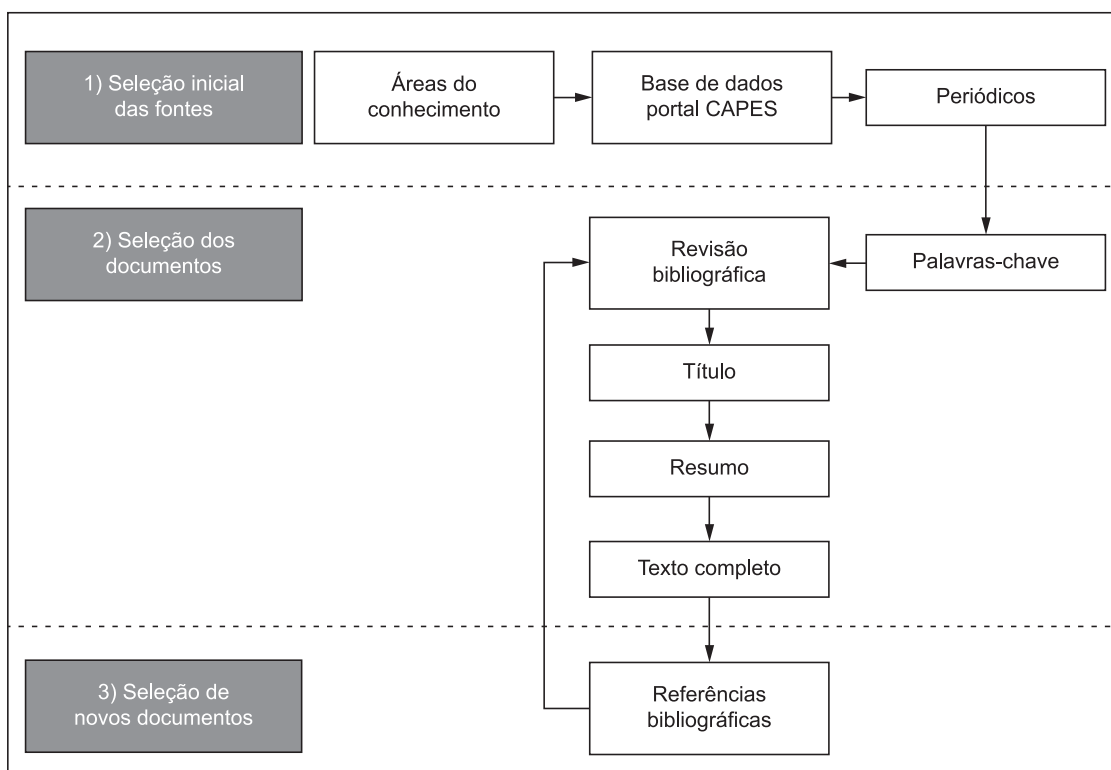 1) Seleção inicial
das fontes
Áreas do
conhecimento
Base de dados
portal CAPES
Periódicos
2) Seleção dos
documentos
Revisão
bibliográfica
Palavras-chave
Título
Resumo
Texto completo
3) Seleção de
novos documentos
Referências
bibliográficas